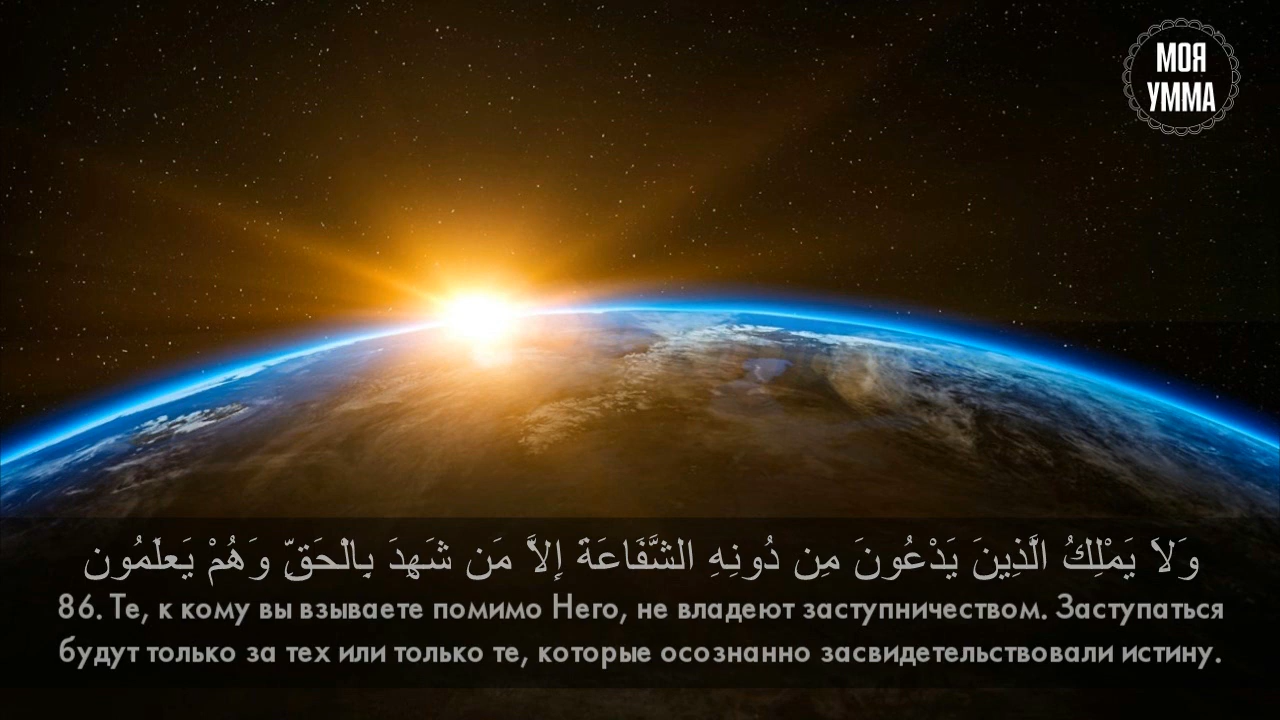 МОЯ
УММА
وَلاَ يَمْلِكُ الَّذِينَ يَدْعُونَ مِن دُونِهِ الشَّفَاعَةَ إِلاَّ مَن شَهِدَ بِالْحَقِّ وَهُمْ يَعلَمُون
86. Те, к кому вы взываете помимо Него, не владеют заступничеством. Заступаться
будут только за тех или только те, которые осознанно засвидетельствовали истину.